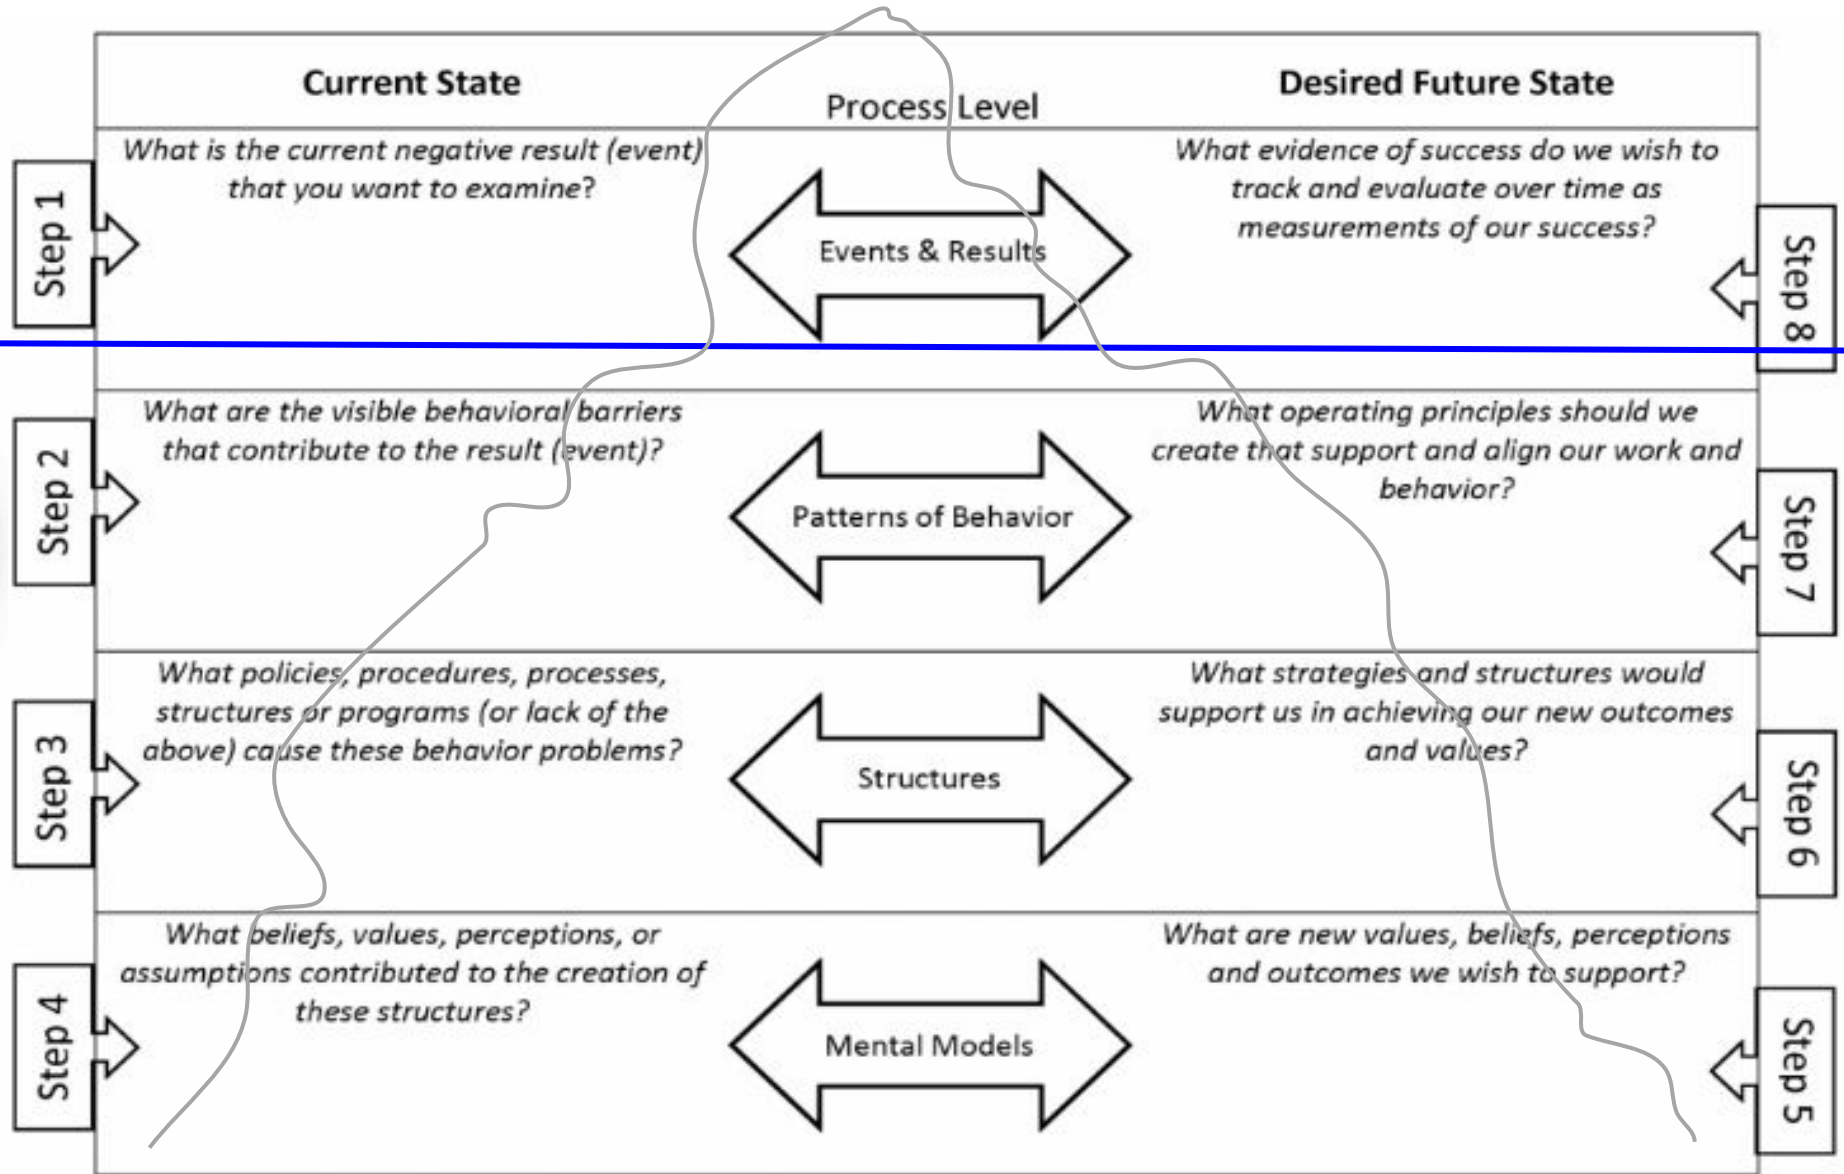 Current State
Process Level
Desired Future State
Step 1
What is the current negative result (event)
that you want to examine?
Events & Results
What evidence of success do we wish to
track and evaluate over time as
measurements of our success?
Step 8
Step 2
What are the visible behavioral barriers
that contribute to the result (event)?
Patterns of Behavior
What operating principles should we
create that support and align our work and
behavior?
Step 7
Step 3
What policies, procedures, processes,
structures or programs (or lack of the
above) cause these behavior problems?
Structures
What strategies and structures would
support us in achieving our new outcomes
and values?
Step 6
Step 4
What beliefs, values, perceptions, or
assumptions contributed to the creation of
these structures?
Mental Models
What are new values, beliefs, perceptions
and outcomes we wish to support?
Step 5